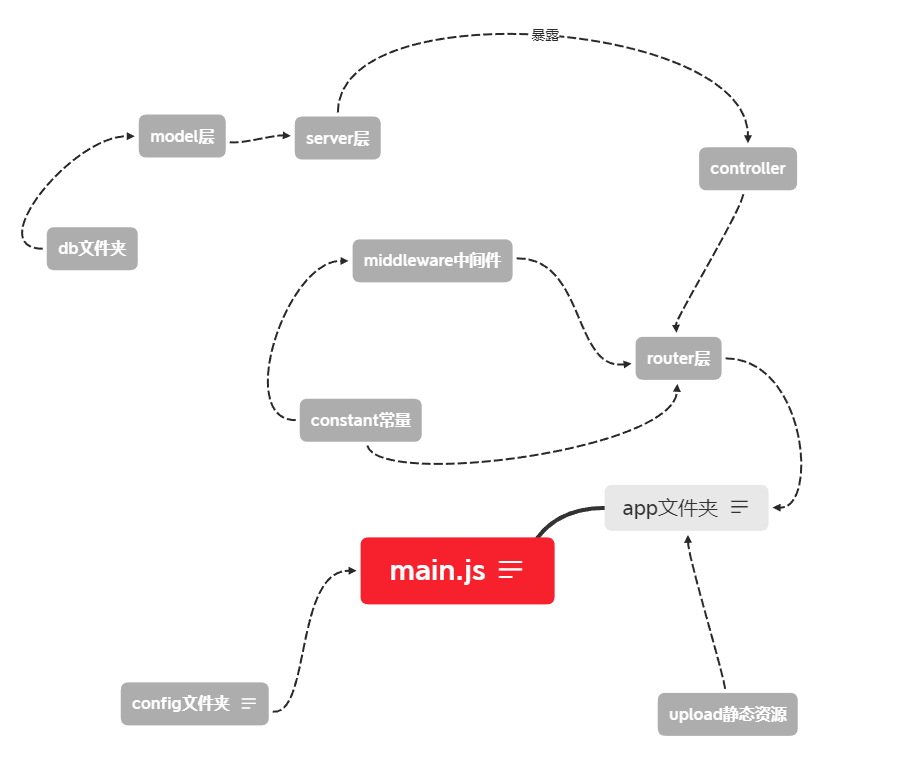 暴露
model层
server层
controller
db文件夹
middleware中间件
router层
constant常量
app文件夹
main.js
config文件夹
upload静态资源